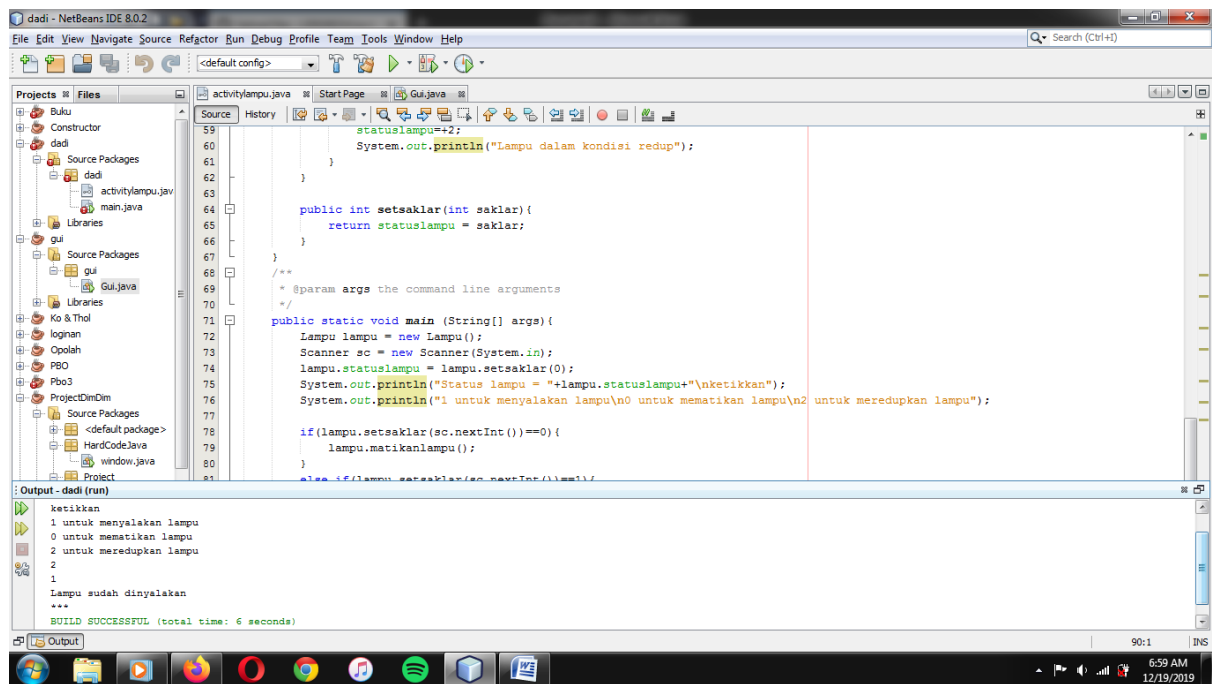 dadi - NetBeans IDE 8.0.2
File Edit View Navigate Source Refactor Run Debug Profile Team Tools Window Help
Search (Ctrl+I)
<default config>
Projects Files
activitylampu.java Start Page Gui.java
Source History
Buku
Constructor
dadi
Source Packages
dadi
activitylampu.jav
main.java
Libraries
gui
Source Packages
gui
Gui.java
Libraries
Ko & Thol
loginan
Opolah
PBO
Pbo3
ProjectDimDim
Source Packages
<default package>
HardCodeJava
window.java
Project
59 statuslampu=+2;
60 System.out.println("Lampu dalam kondisi redup");
61 }
62 }
63
64 public int setsaklar(int saklar){
65 return statuslampu = saklar;
66 }
67 }
68 /**
69 * @param args the command line arguments
70 */
71 public static void main (String[] args){
72 Lampu lampu = new Lampu();
73 Scanner sc = new Scanner(System.in);
74 lampu.statuslampu = lampu.setsaklar(0);
75 System.out.println("Status lampu = "+lampu.statuslampu+"\nketikkan");
76 System.out.println("1 untuk menyalakan lampu\n0 untuk mematikan lampu\n2 untuk meredupkan lampu");
77
78 if(lampu.setsaklar(sc.nextInt())==0){
79 lampu.matikanlampu();
80 }
81 else if(lampu.setsaklar(sc.nextInt())==1){
Output - dadi (run)
ketikkan
1 untuk menyalakan lampu
0 untuk mematikan lampu
2 untuk meredupkan lampu
2
1
Lampu sudah dinyalakan
***
BUILD SUCCESSFUL (total time: 6 seconds)
Output
90:1 INS
6:59 AM
12/19/2019